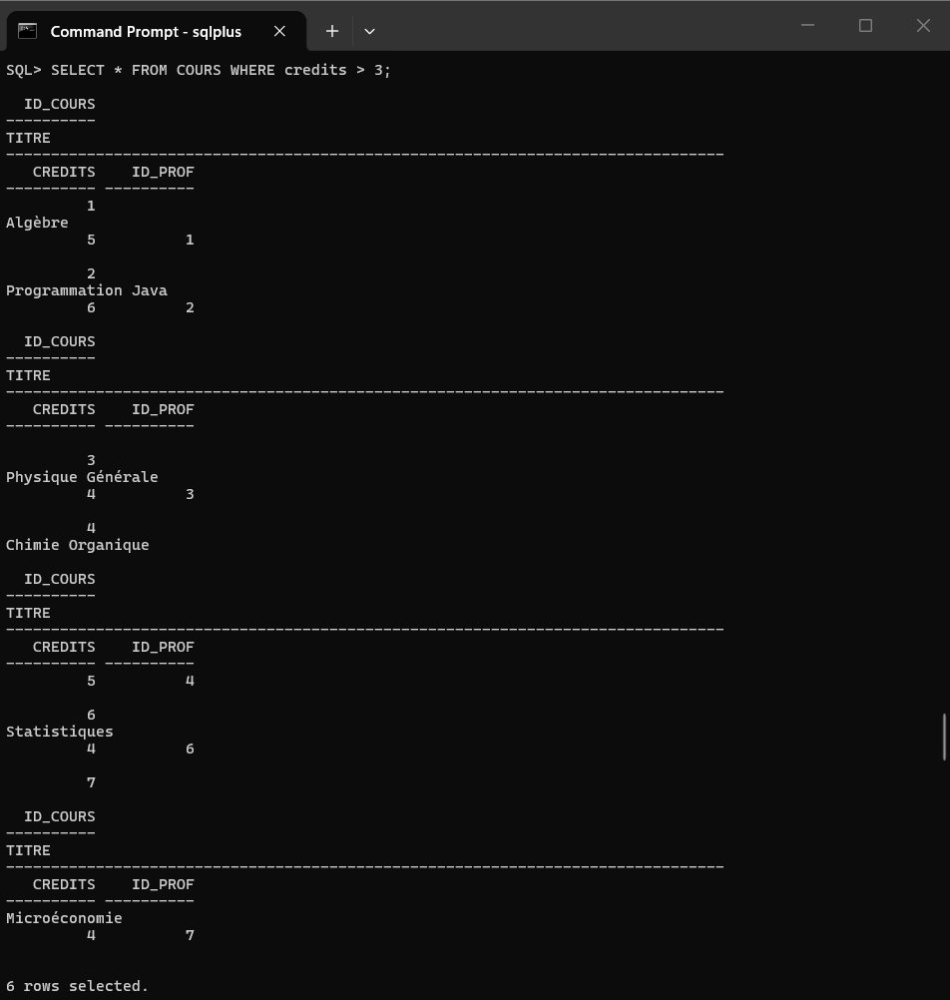 Command Prompt - sqlplus
SQL> SELECT * FROM COURS WHERE credits > 3;
  ID_COURS
----------
TITRE
--------------------------------------------------------------------------------
   CREDITS    ID_PROF
---------- ----------
         1
Algèbre
         5          1
         2
Programmation Java
         6          2
  ID_COURS
----------
TITRE
--------------------------------------------------------------------------------
   CREDITS    ID_PROF
---------- ----------
         3
Physique Générale
         4          3
         4
Chimie Organique
  ID_COURS
----------
TITRE
--------------------------------------------------------------------------------
   CREDITS    ID_PROF
---------- ----------
         5          4
         6
Statistiques
         4          6
         7
  ID_COURS
----------
TITRE
--------------------------------------------------------------------------------
   CREDITS    ID_PROF
---------- ----------
Microéconomie
         4          7
6 rows selected.